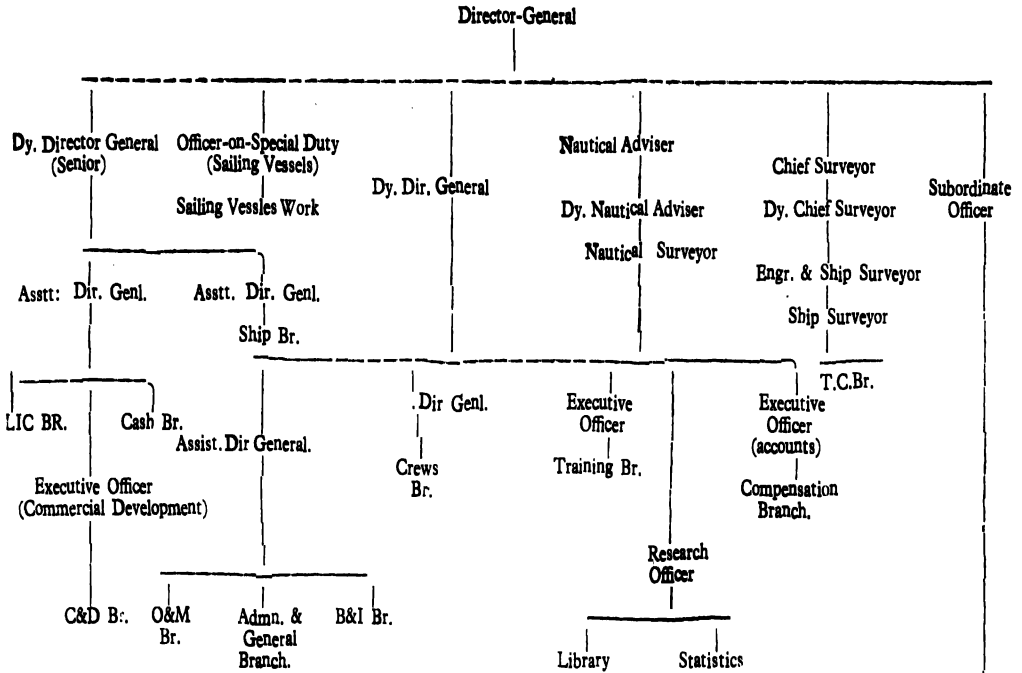 Director-General
Dy. Director General
(Senior)
Officer-on-Special Duty
(Sailing Vessels)
Sailing Vessles Work
Dy. Dir. General
Nautical Adviser
Dy. Nautical Adviser
Nautical Surveyor
Chief Surveyor
Dy. Chief Surveyor
Engr. & Ship Surveyor
Ship Surveyor
T.C.Br.
Subordinate
Officer
Asstt: Dir. Genl.
Asstt. Dir. Genl.
Ship Br.
LIC BR.
Cash Br.
Executive Officer
(Commercial Development)
C&D Br.
Assist. Dir General.
O&M
Br.
Admn. &
General
Branch.
B&I Br.
. Dir Genl.
Crews
Br.
Executive
Officer
Training Br.
Research
Officer
Library
Statistics
Executive
Officer
(accounts)
Compensation
Branch.